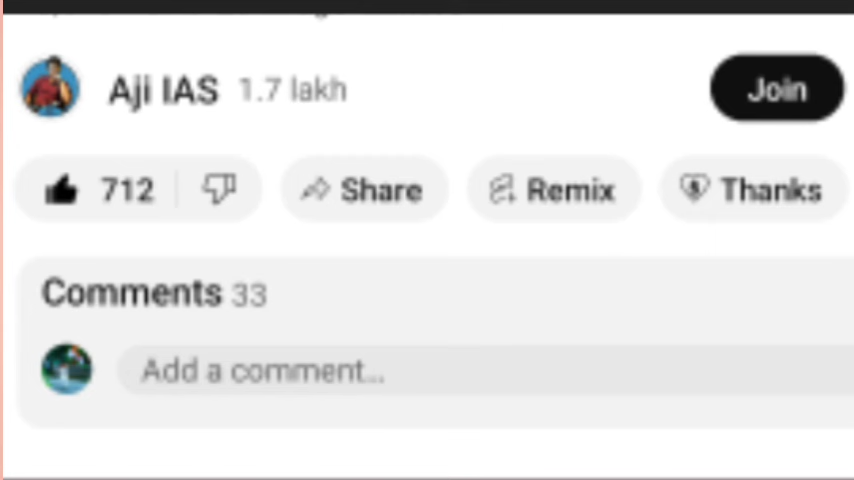 Aji IAS 1.7 lakh Join
712 Share Remix Thanks
Comments 33
Add a comment...